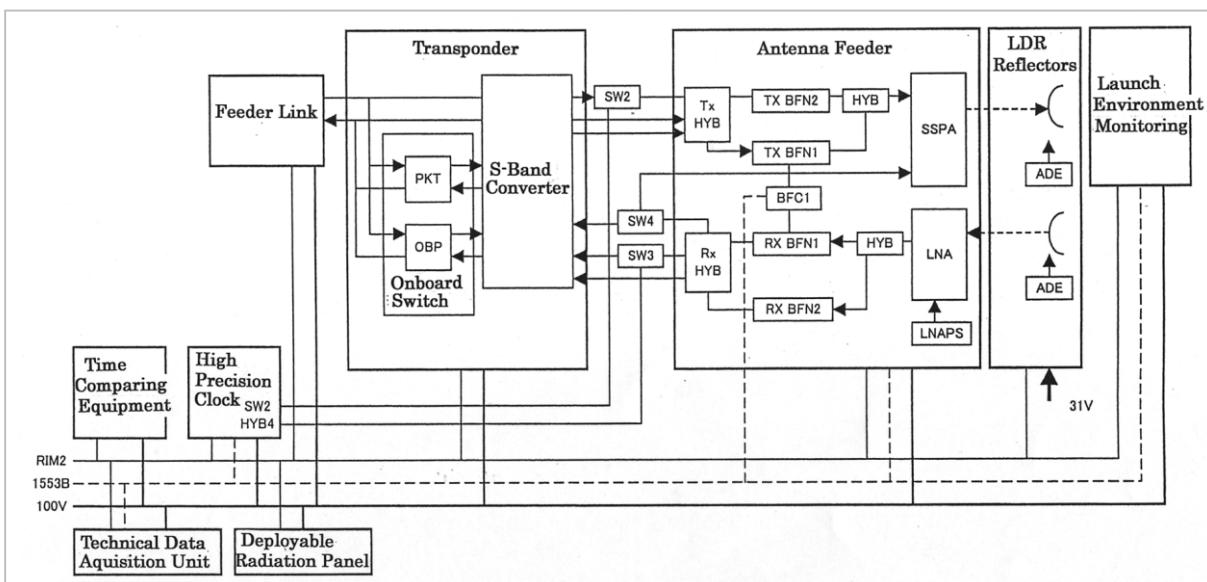 Transponder
Antenna Feeder
LDR
Reflectors
Launch
Environment
Monitoring
Feeder Link
SW2
Tx
HYB
TX BFN2
HYB
SSPA
TX BFN1
S-Band
Converter
PKT
ADE
BFC1
SW4
OBP
SW3
Rx
HYB
RX BFN1
HYB
LNA
Onboard
Switch
ADE
RX BFN2
LNAPS
Time
Comparing
Equipment
High
Precision
Clock
SW2
HYB4
31V
RIM2
1553B
100V
Technical Data
Aquisition Unit
Deployable
Radiation Panel